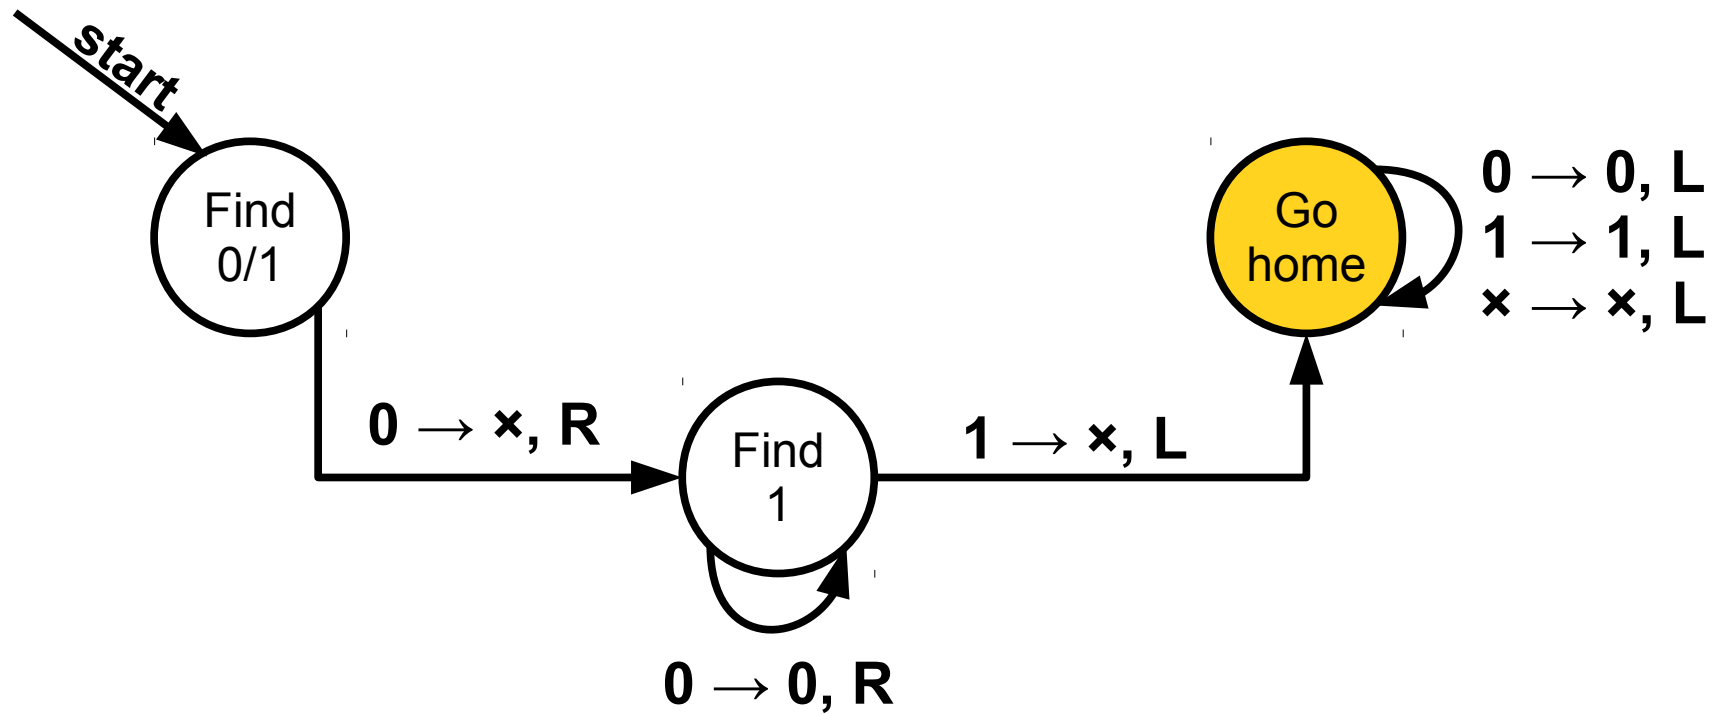 start
Find
0/1
Go
home
0 → 0, L
1 → 1, L
× → ×, L
0 → ×, R
Find
1
1 → ×, L
0 → 0, R